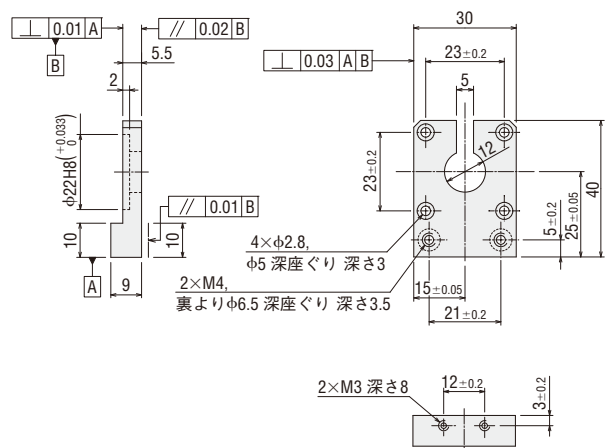 ⊥ 0.01 A
B
// 0.02 B
5.5
2
φ22H8(+0.033 0)
// 0.01 B
10
10
A
9
30
⊥ 0.03 A B
23±0.2
5
12
23±0.2
5±0.2
25±0.05
40
4×φ2.8,
φ5 深座ぐり 深さ3
2×M4,
裏よりφ6.5 深座ぐり 深さ3.5
15±0.05
21±0.2
2×M3 深さ8
12±0.2
3±0.2